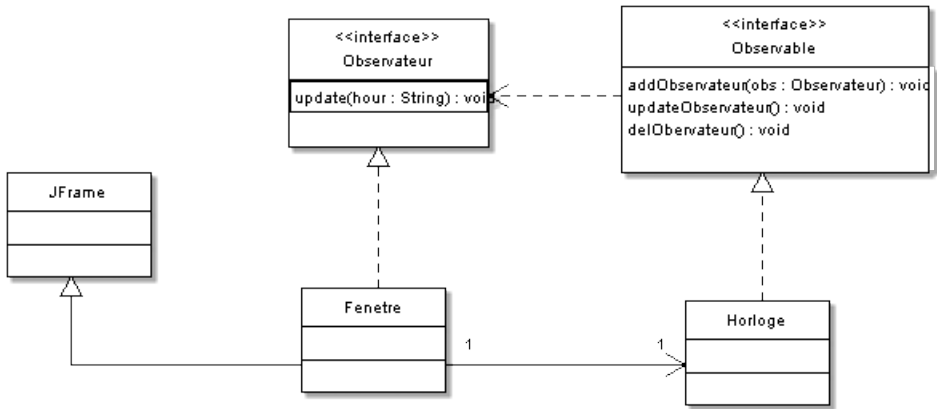 <<interface>>
Observateur
update(hour : String) : void
<<interface>>
Observable
addObservateur(obs : Observateur) : void
updateObservateur() : void
delObervateur() : void
JFrame
Fenetre
1
1
Horloge